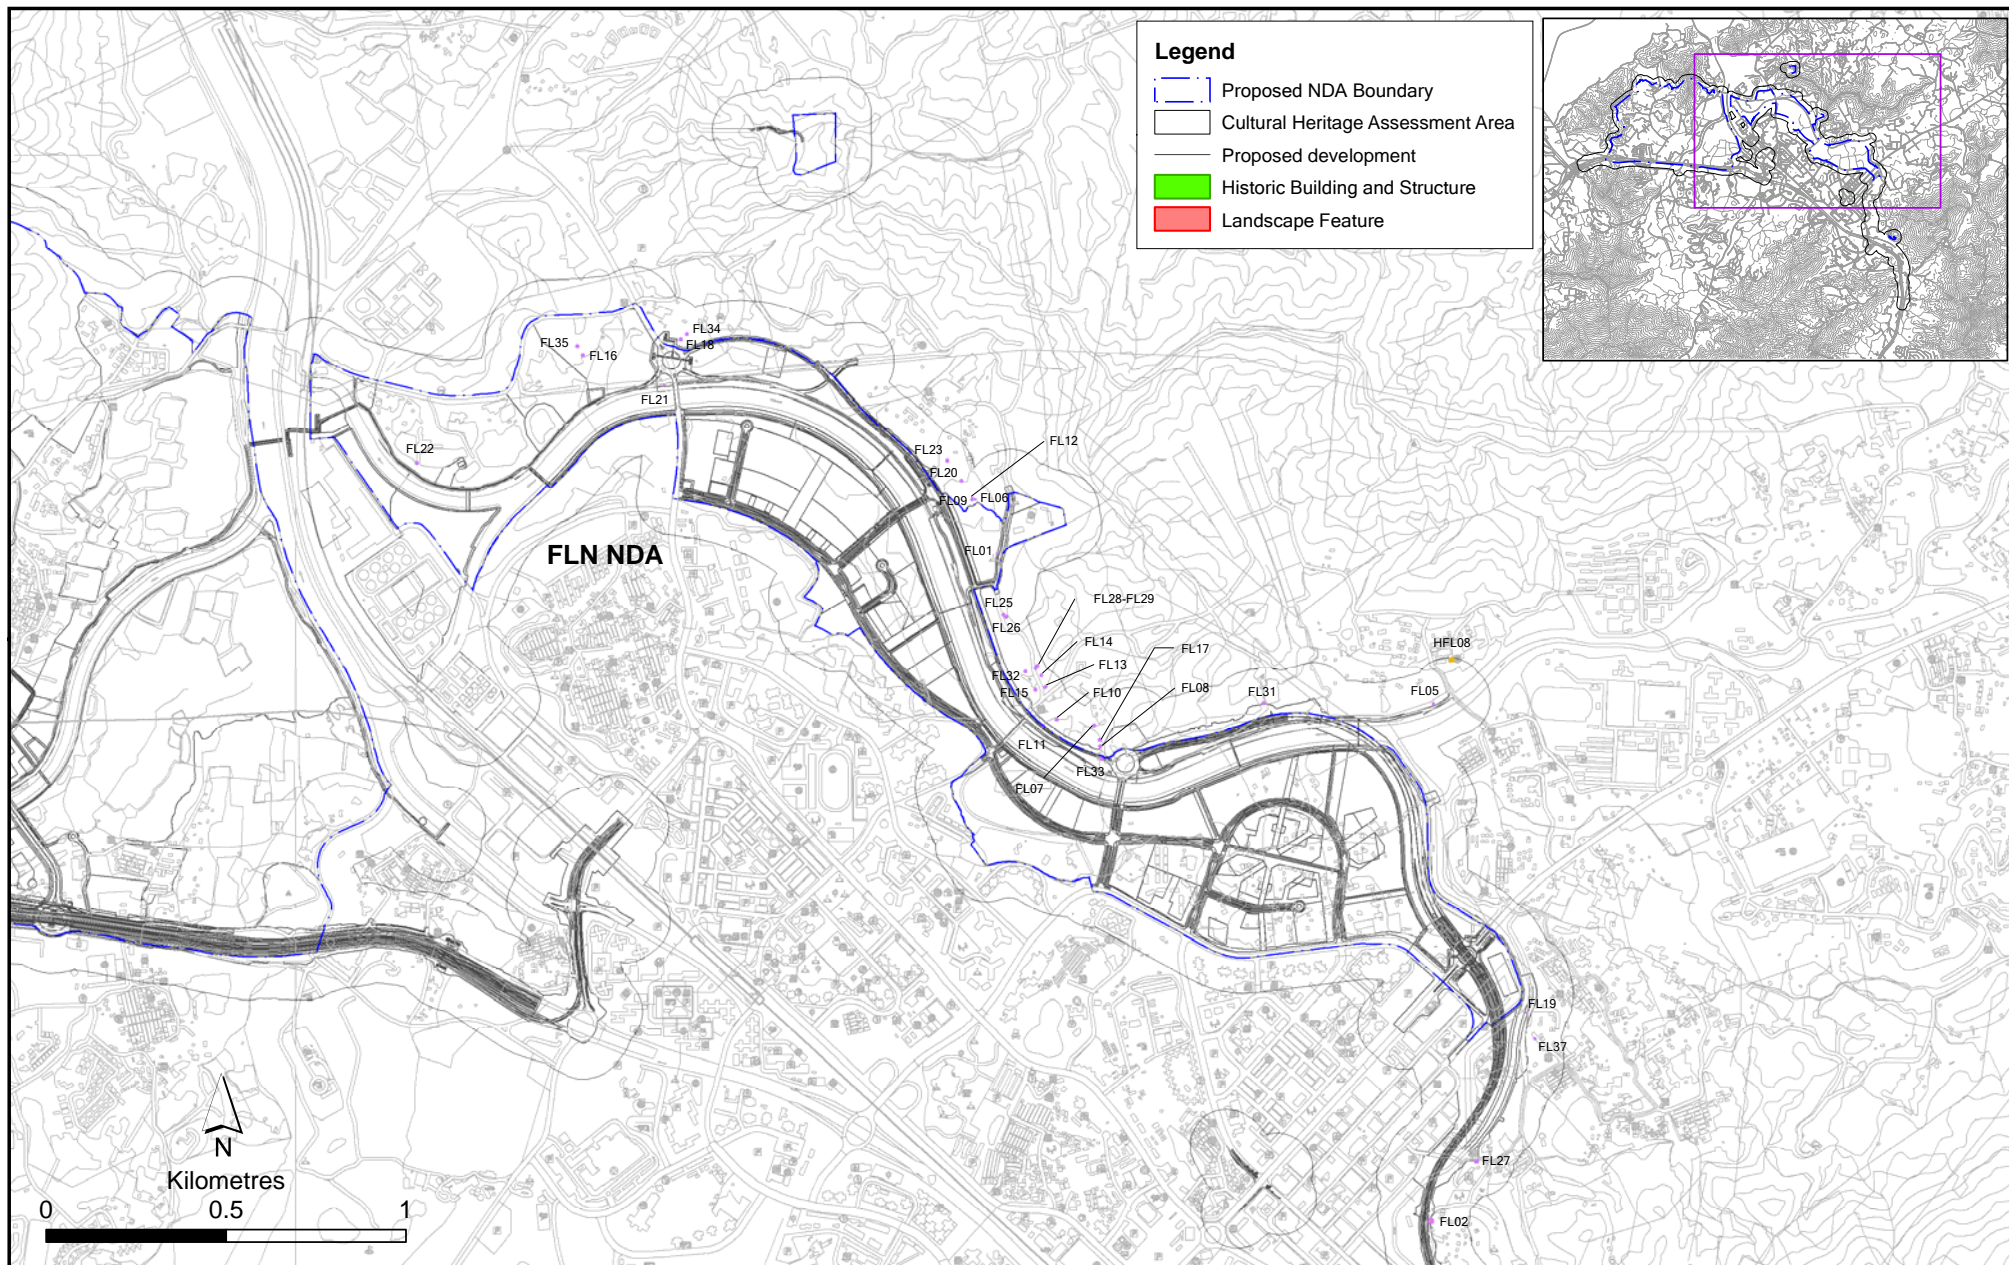 Legend
Proposed NDA Boundary
Cultural Heritage Assessment Area
Proposed development
Historic Building and Structure
Landscape Feature
FL34
FL18
FL35
FL16
FL21
FL22
FL23
FL12
FL20
FL09
FL06
FLN NDA
FL01
FL25
FL28-FL29
FL26
FL14
FL17
HFL08
FL13
FL32
FL15
FL10
FL08
FL31
FL05
FL11
FL33
FL07
FL19
FL37
FL27
FL02
N
Kilometres
0 0.5 1